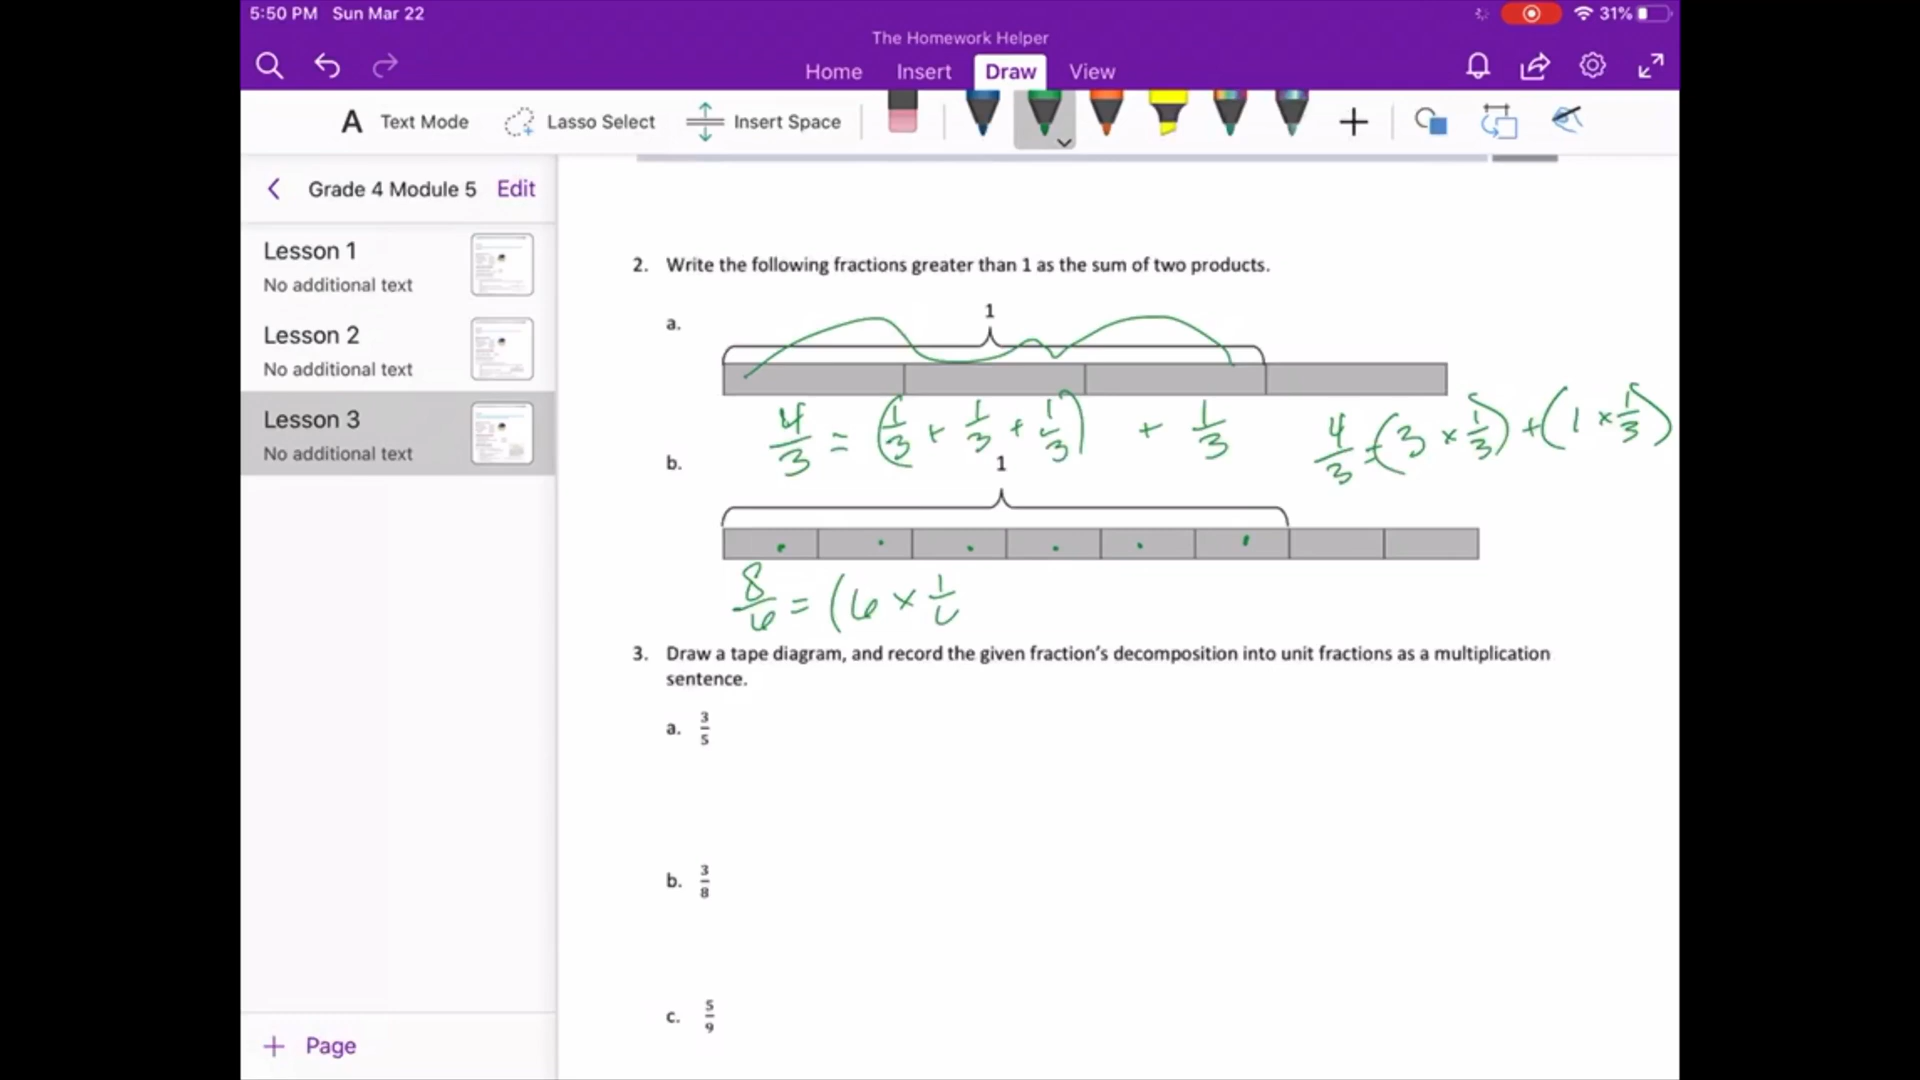 5:50 PM Sun Mar 22
31%
The Homework Helper
Home Insert Draw View
A Text Mode Lasso Select Insert Space
Grade 4 Module 5 Edit
Lesson 1
No additional text
Lesson 2
No additional text
Lesson 3
No additional text
+ Page
2. Write the following fractions greater than 1 as the sum of two products.
a.
1
4/3 = (1/3 + 1/3 + 1/3) + 1/3 4/3 = (3 × 1/3) + (1 × 1/3)
b.
1
8/6 = (6 × 1/6
3. Draw a tape diagram, and record the given fraction's decomposition into unit fractions as a multiplication
sentence.
a. 3/5
b. 3/8
c. 5/9